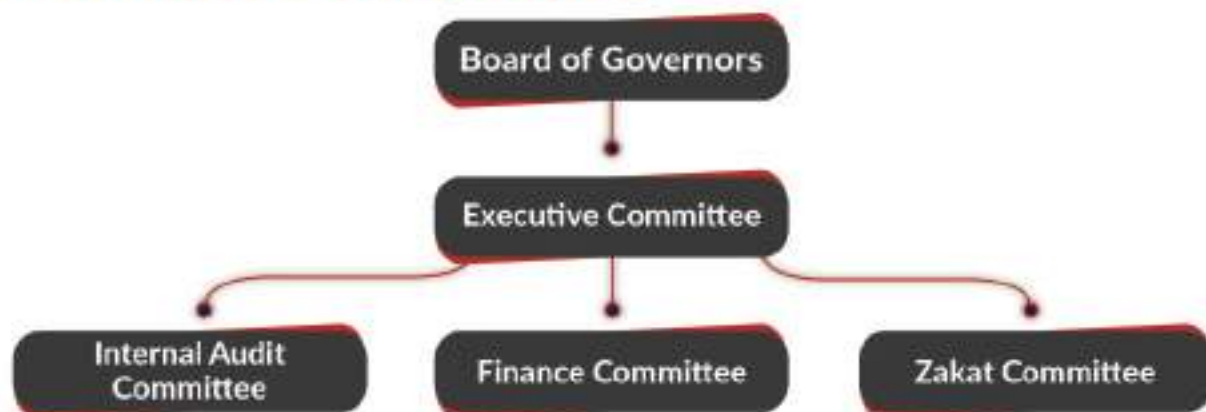 Board of Governors
Executive Committee
Internal Audit
Committee
Finance Committee
Zakat Committee